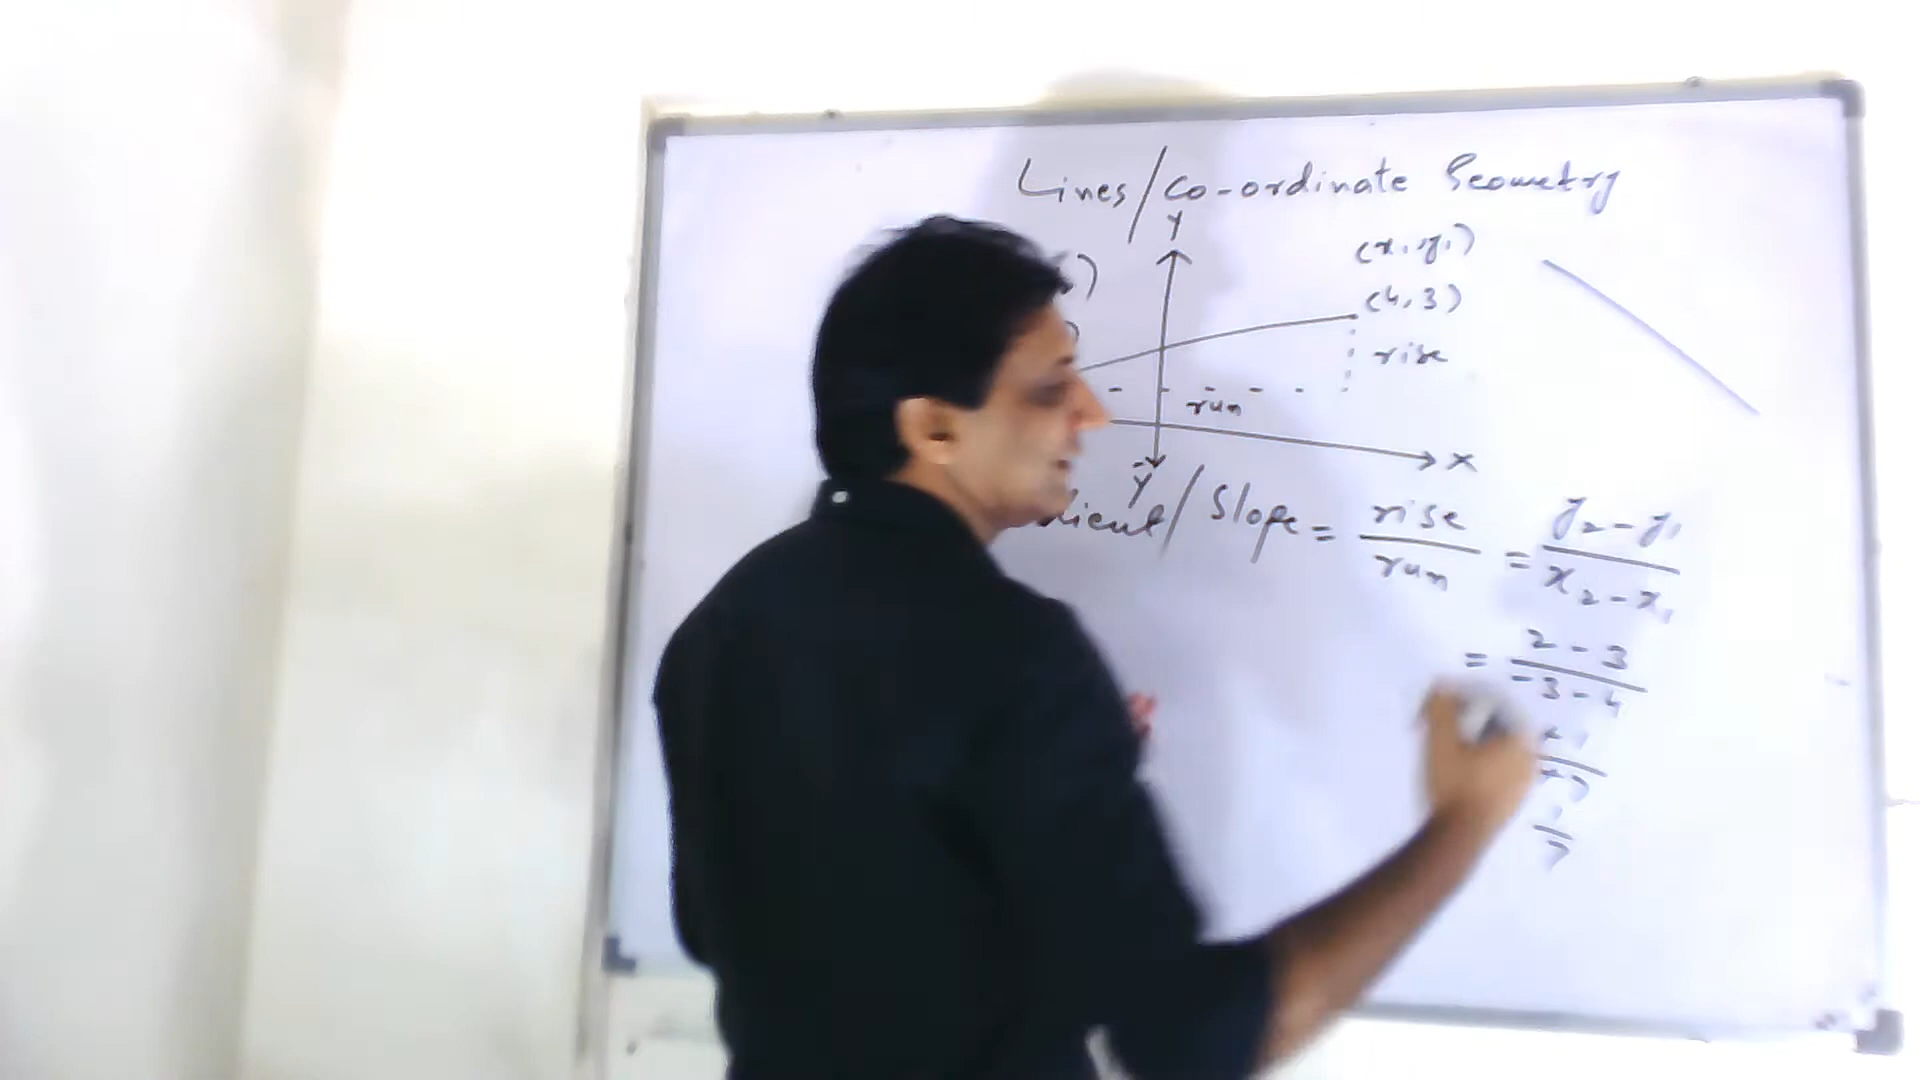 Lines/Co-ordinate Geometry
Y
(x₁, y₁)
(4, 3)
rise
run
X
-Y
/ Slope = rise/run = y₂-y₁/x₂-x₁
= 2-3/-3-4